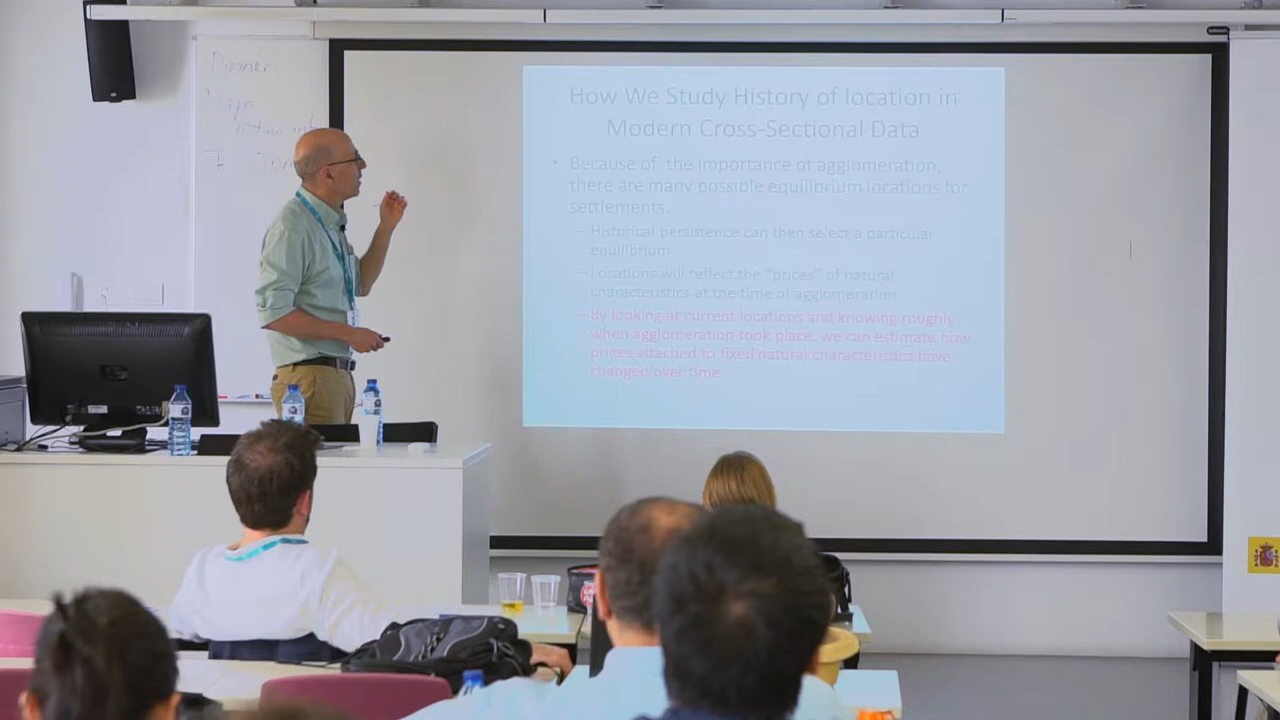 Dinner
How We Study History of location in
Modern Cross-Sectional Data
• Because of the importance of agglomeration,
there are many possible equilibrium locations for
settlements.
– Historical persistence can then select a particular
equilibrium
– Locations will reflect the "prices" of natural
characteristics at the time of agglomeration
– By looking at current locations and knowing roughly
when agglomeration took place, we can estimate how
prices attached to fixed natural characteristics have
changed over time